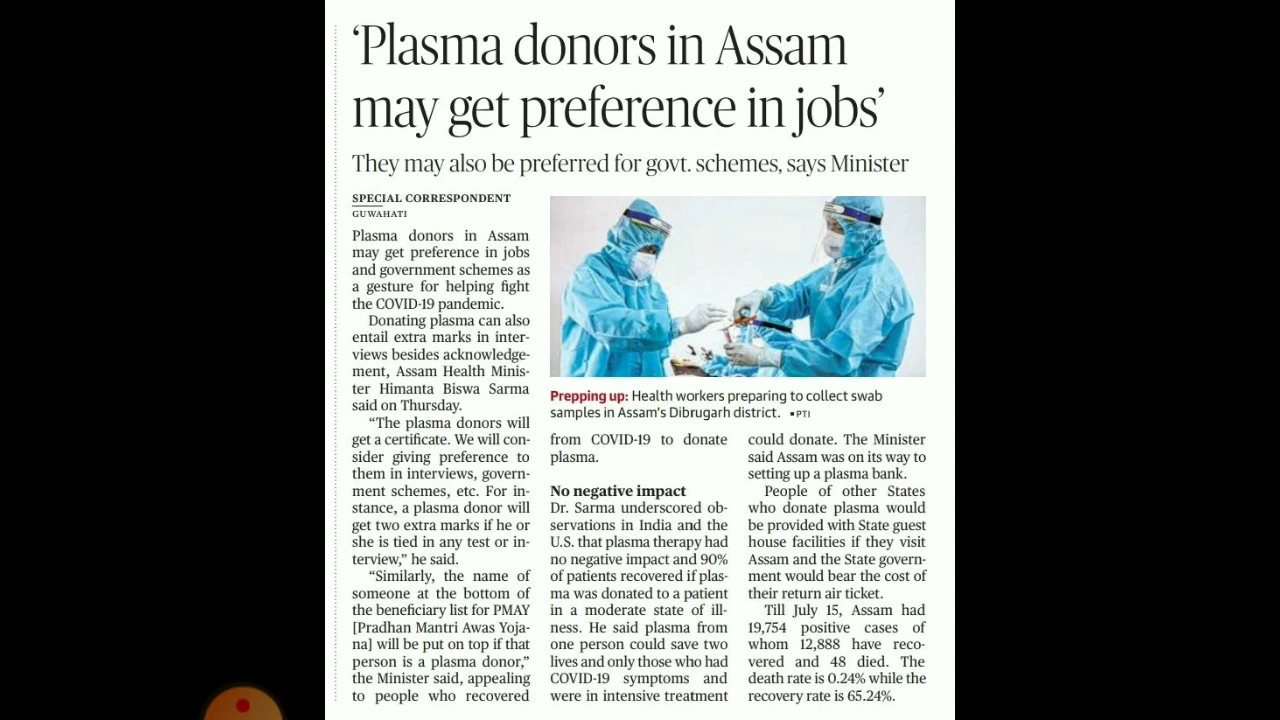 ‘Plasma donors in Assam
may get preference in jobs’
They may also be preferred for govt. schemes, says Minister
SPECIAL CORRESPONDENT
GUWAHATI
Plasma donors in Assam
may get preference in jobs
and government schemes as
a gesture for helping fight
the COVID-19 pandemic.
Donating plasma can also
entail extra marks in inter-
views besides acknowledge-
ment, Assam Health Minis-
ter Himanta Biswa Sarma
said on Thursday.
“The plasma donors will
get a certificate. We will con-
sider giving preference to
them in interviews, govern-
ment schemes, etc. For in-
stance, a plasma donor will
get two extra marks if he or
she is tied in any test or in-
terview,” he said.
“Similarly, the name of
someone at the bottom of
the beneficiary list for PMAY
[Pradhan Mantri Awas Yoja-
na] will be put on top if that
person is a plasma donor,”
the Minister said, appealing
to people who recovered
Prepping up: Health workers preparing to collect swab
samples in Assam’s Dibrugarh district. ▪PTI
from COVID-19 to donate
plasma.
No negative impact
Dr. Sarma underscored ob-
servations in India and the
U.S. that plasma therapy had
no negative impact and 90%
of patients recovered if plas-
ma was donated to a patient
in a moderate state of ill-
ness. He said plasma from
one person could save two
lives and only those who had
COVID-19 symptoms and
were in intensive treatment
could donate. The Minister
said Assam was on its way to
setting up a plasma bank.
People of other States
who donate plasma would
be provided with State guest
house facilities if they visit
Assam and the State govern-
ment would bear the cost of
their return air ticket.
Till July 15, Assam had
19,754 positive cases of
whom 12,888 have reco-
vered and 48 died. The
death rate is 0.24% while the
recovery rate is 65.24%.